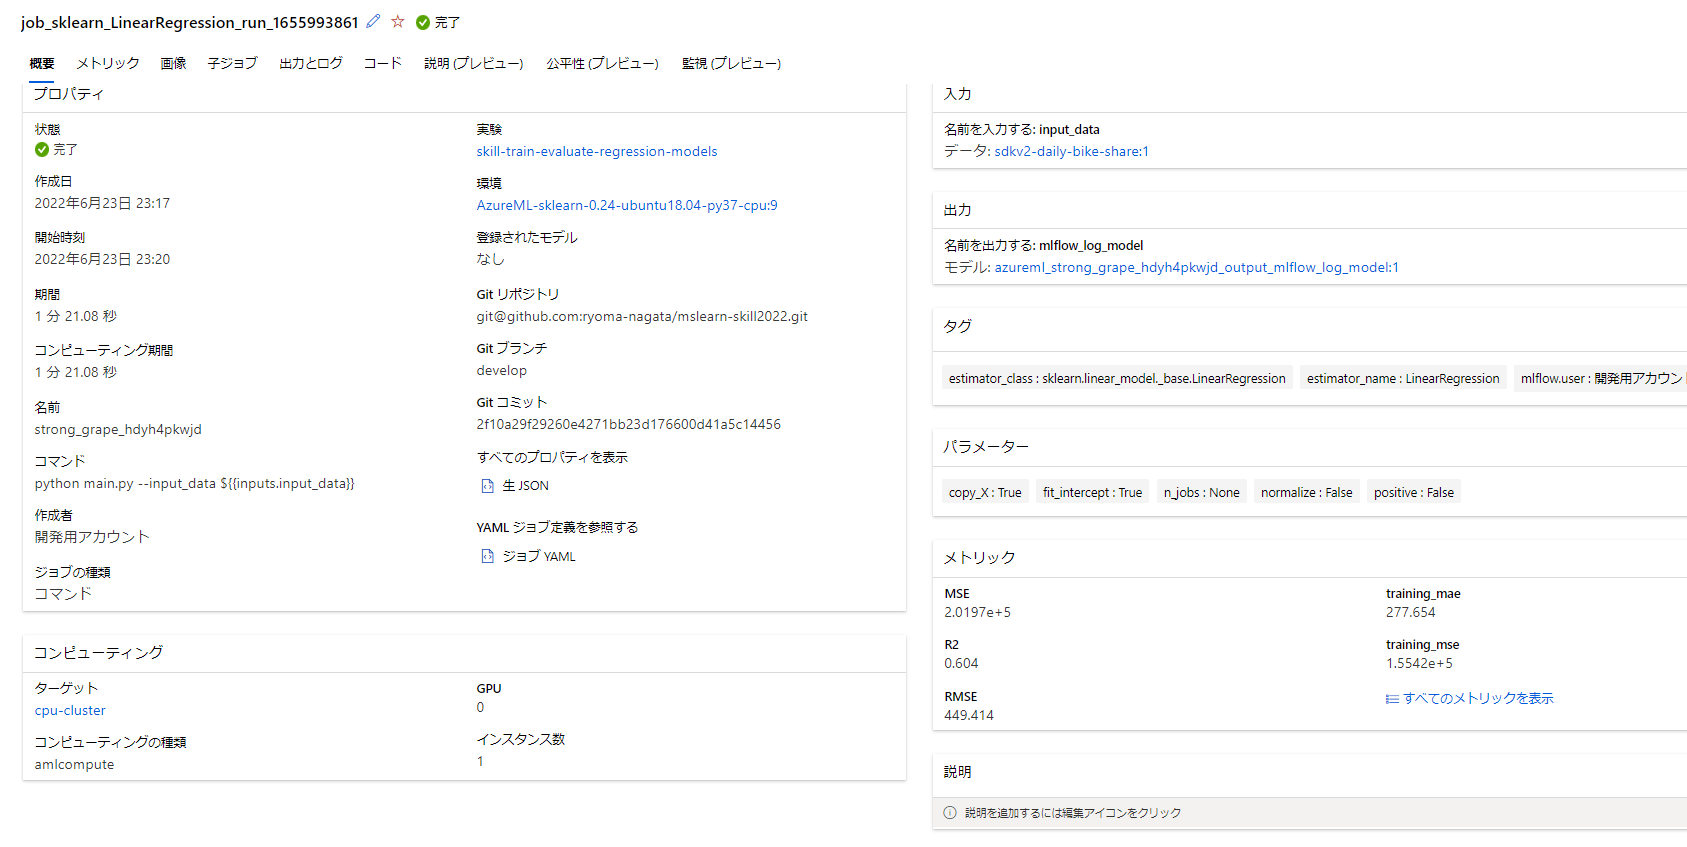 job_sklearn_LinearRegression_run_1655993861 完了
概要 メトリック 画像 子ジョブ 出力とログ コード 説明 (プレビュー) 公平性 (プレビュー) 監視 (プレビュー)
プロパティ
状態
完了
作成日
2022年6月23日 23:17
開始時刻
2022年6月23日 23:20
期間
1 分 21.08 秒
コンピューティング期間
1 分 21.08 秒
名前
strong_grape_hdyh4pkwjd
コマンド
python main.py --input_data ${{inputs.input_data}}
作成者
開発用アカウント
ジョブの種類
コマンド
実験
skill-train-evaluate-regression-models
環境
AzureML-sklearn-0.24-ubuntu18.04-py37-cpu:9
登録されたモデル
なし
Git リポジトリ
git@github.com:ryoma-nagata/mslearn-skill2022.git
Git ブランチ
develop
Git コミット
2f10a29f29260e4271bb23d176600d41a5c14456
すべてのプロパティを表示
生 JSON
YAML ジョブ定義を参照する
ジョブ YAML
コンピューティング
ターゲット
cpu-cluster
コンピューティングの種類
amlcompute
GPU
0
インスタンス数
1
入力
名前を入力する: input_data
データ: sdkv2-daily-bike-share:1
出力
名前を出力する: mlflow_log_model
モデル: azureml_strong_grape_hdyh4pkwjd_output_mlflow_log_model:1
タグ
estimator_class : sklearn.linear_model._base.LinearRegression estimator_name : LinearRegression mlflow.user : 開発用アカウント
パラメーター
copy_X : True fit_intercept : True n_jobs : None normalize : False positive : False
メトリック
MSE
2.0197e+5
R2
0.604
RMSE
449.414
training_mae
277.654
training_mse
1.5542e+5
すべてのメトリックを表示
説明
説明を追加するには編集アイコンをクリック